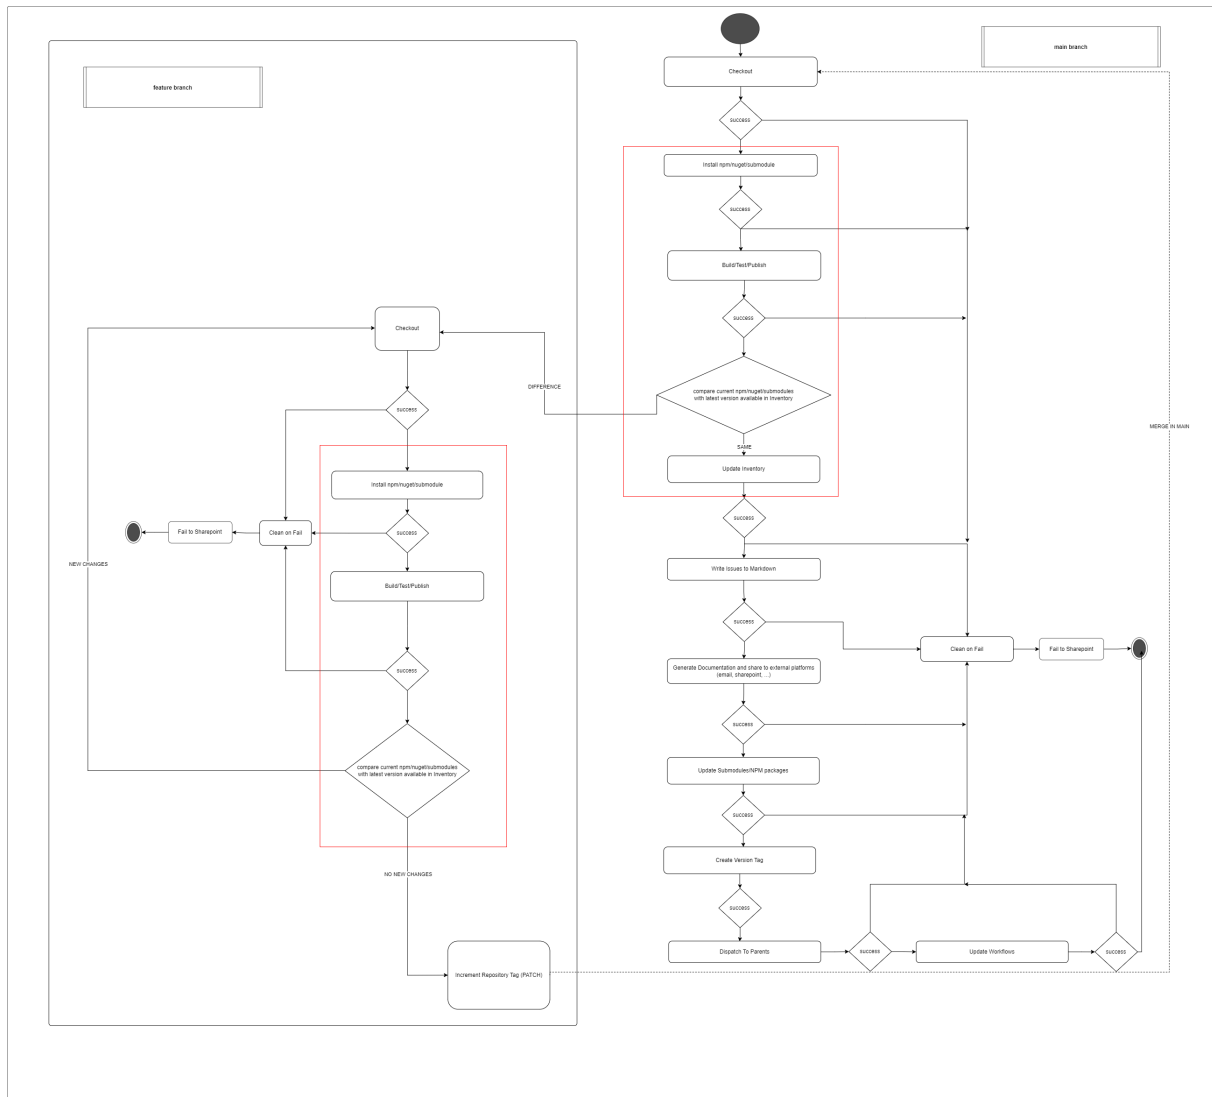 feature branch
main branch
Checkout
success
Install npm/nuget/submodule
success
Build/Test/Publish
success
compare current npm/nuget/submodules
with latest version available in Inventory
DIFFERENCE
SAME
Update Inventory
success
Write Issues to Markdown
success
Generate Documentation and share to external platforms
(email, sharepoint, ...)
success
Update Submodules/NPM packages
success
Create Version Tag
success
Dispatch To Parents
success
Update Workflows
success
Clean on Fail
Fail to Sharepoint
MERGE IN MAIN
Checkout
success
Install npm/nuget/submodule
success
Clean on Fail
Fail to Sharepoint
Build/Test/Publish
success
compare current npm/nuget/submodules
with latest version available in Inventory
NEW CHANGES
NO NEW CHANGES
Increment Repository Tag (PATCH)